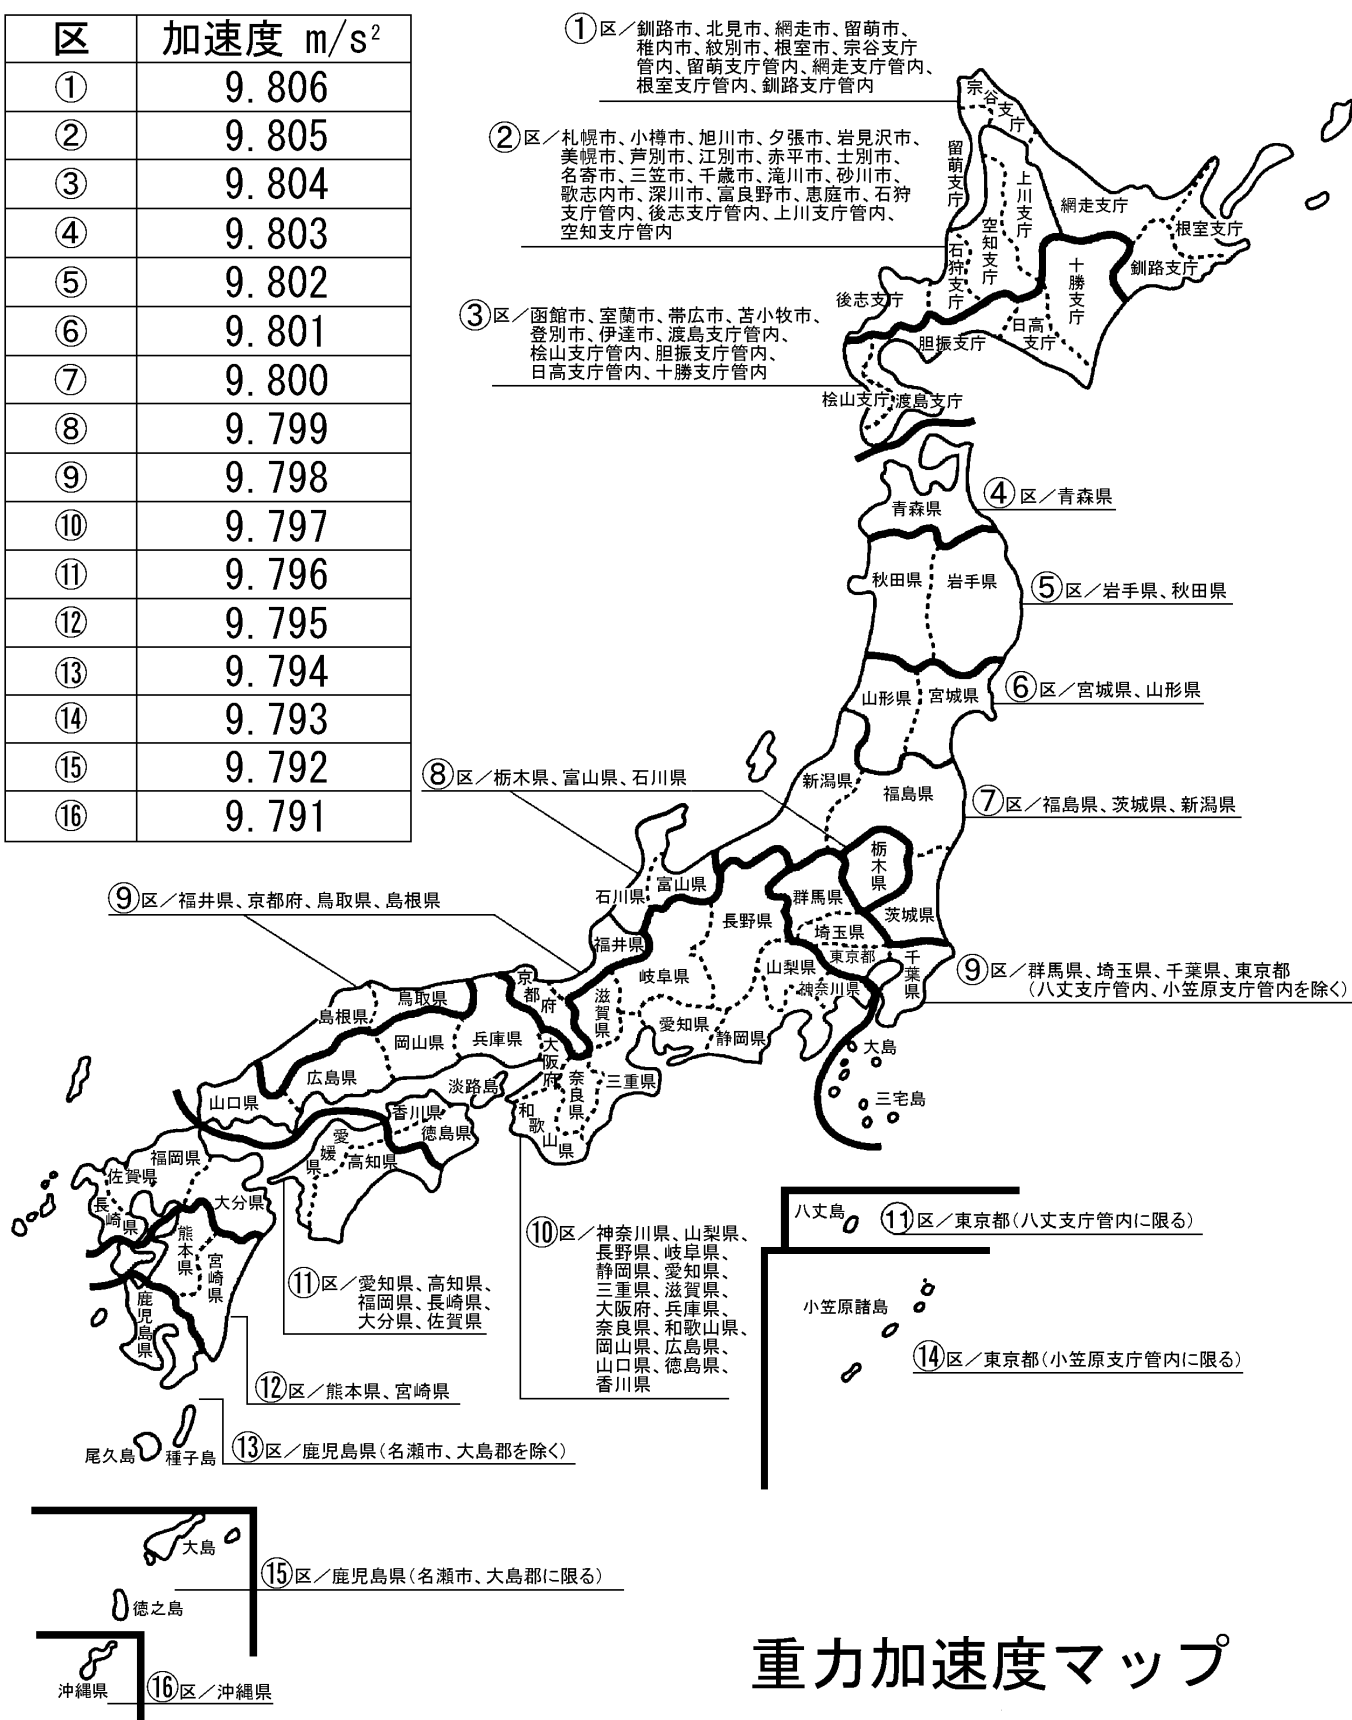 区 加速度 m/s²
① 9.806
② 9.805
③ 9.804
④ 9.803
⑤ 9.802
⑥ 9.801
⑦ 9.800
⑧ 9.799
⑨ 9.798
⑩ 9.797
⑪ 9.796
⑫ 9.795
⑬ 9.794
⑭ 9.793
⑮ 9.792
⑯ 9.791
①区／釧路市、北見市、網走市、留萌市、
稚内市、紋別市、根室市、宗谷支庁
管内、留萌支庁管内、網走支庁管内、
根室支庁管内、釧路支庁管内
②区／札幌市、小樽市、旭川市、夕張市、岩見沢市、
美幌市、芦別市、江別市、赤平市、士別市、
名寄市、三笠市、千歳市、滝川市、砂川市、
歌志内市、深川市、富良野市、恵庭市、石狩
支庁管内、後志支庁管内、上川支庁管内、
空知支庁管内
③区／函館市、室蘭市、帯広市、苫小牧市、
登別市、伊達市、渡島支庁管内、
桧山支庁管内、胆振支庁管内、
日高支庁管内、十勝支庁管内
宗谷支庁
留萌支庁
上川支庁
網走支庁
根室支庁
空知支庁
石狩支庁
十勝支庁
釧路支庁
後志支庁
日高支庁
胆振支庁
桧山支庁
渡島支庁
④区／青森県
青森県
秋田県
岩手県
⑤区／岩手県、秋田県
山形県
宮城県
⑥区／宮城県、山形県
⑧区／栃木県、富山県、石川県
新潟県
福島県
⑦区／福島県、茨城県、新潟県
栃木県
石川県
富山県
群馬県
茨城県
⑨区／福井県、京都府、鳥取県、島根県
長野県
埼玉県
福井県
東京都
千葉県
岐阜県
山梨県
神奈川県
⑨区／群馬県、埼玉県、千葉県、東京都
（八丈支庁管内、小笠原支庁管内を除く）
京都府
滋賀県
鳥取県
島根県
愛知県
静岡県
岡山県
兵庫県
大阪府
大島
広島県
淡路島
奈良県
三重県
三宅島
山口県
香川県
和歌山県
徳島県
愛媛県
高知県
福岡県
佐賀県
長崎県
大分県
熊本県
宮崎県
鹿児島県
八丈島
⑪区／東京都（八丈支庁管内に限る）
⑩区／神奈川県、山梨県、
長野県、岐阜県、
静岡県、愛知県、
三重県、滋賀県、
大阪府、兵庫県、
奈良県、和歌山県、
岡山県、広島県、
山口県、徳島県、
香川県
⑪区／愛知県、高知県、
福岡県、長崎県、
大分県、佐賀県
小笠原諸島
⑭区／東京都（小笠原支庁管内に限る）
⑫区／熊本県、宮崎県
尾久島
種子島
⑬区／鹿児島県（名瀬市、大島郡を除く）
大島
⑮区／鹿児島県（名瀬市、大島郡に限る）
徳之島
沖縄県
⑯区／沖縄県
重力加速度マップ